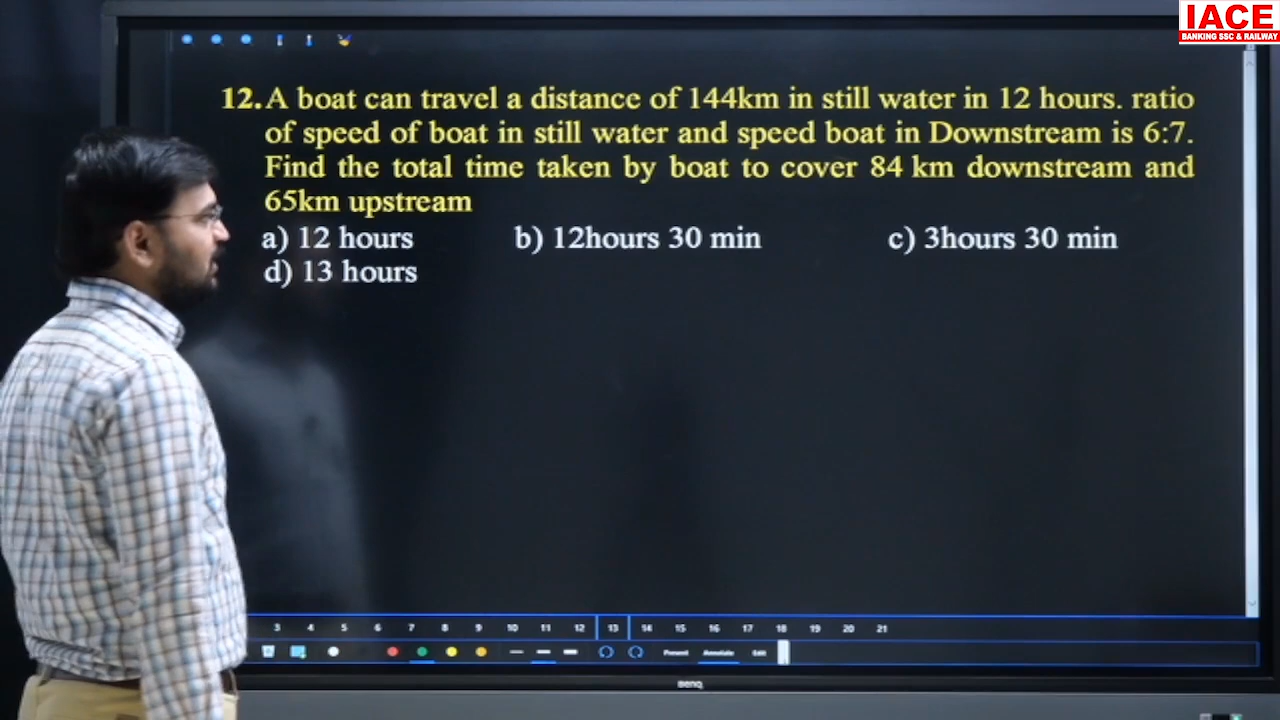 IACE
BANKING SSC & RAILWAY
12. A boat can travel a distance of 144km in still water in 12 hours. ratio
of speed of boat in still water and speed boat in Downstream is 6:7.
Find the total time taken by boat to cover 84 km downstream and
65km upstream
a) 12 hours b) 12hours 30 min c) 3hours 30 min
d) 13 hours
3 4 5 6 7 8 9 10 11 12 13 14 15 16 17 18 19 20 21
Present Annotate Edit
BenQ